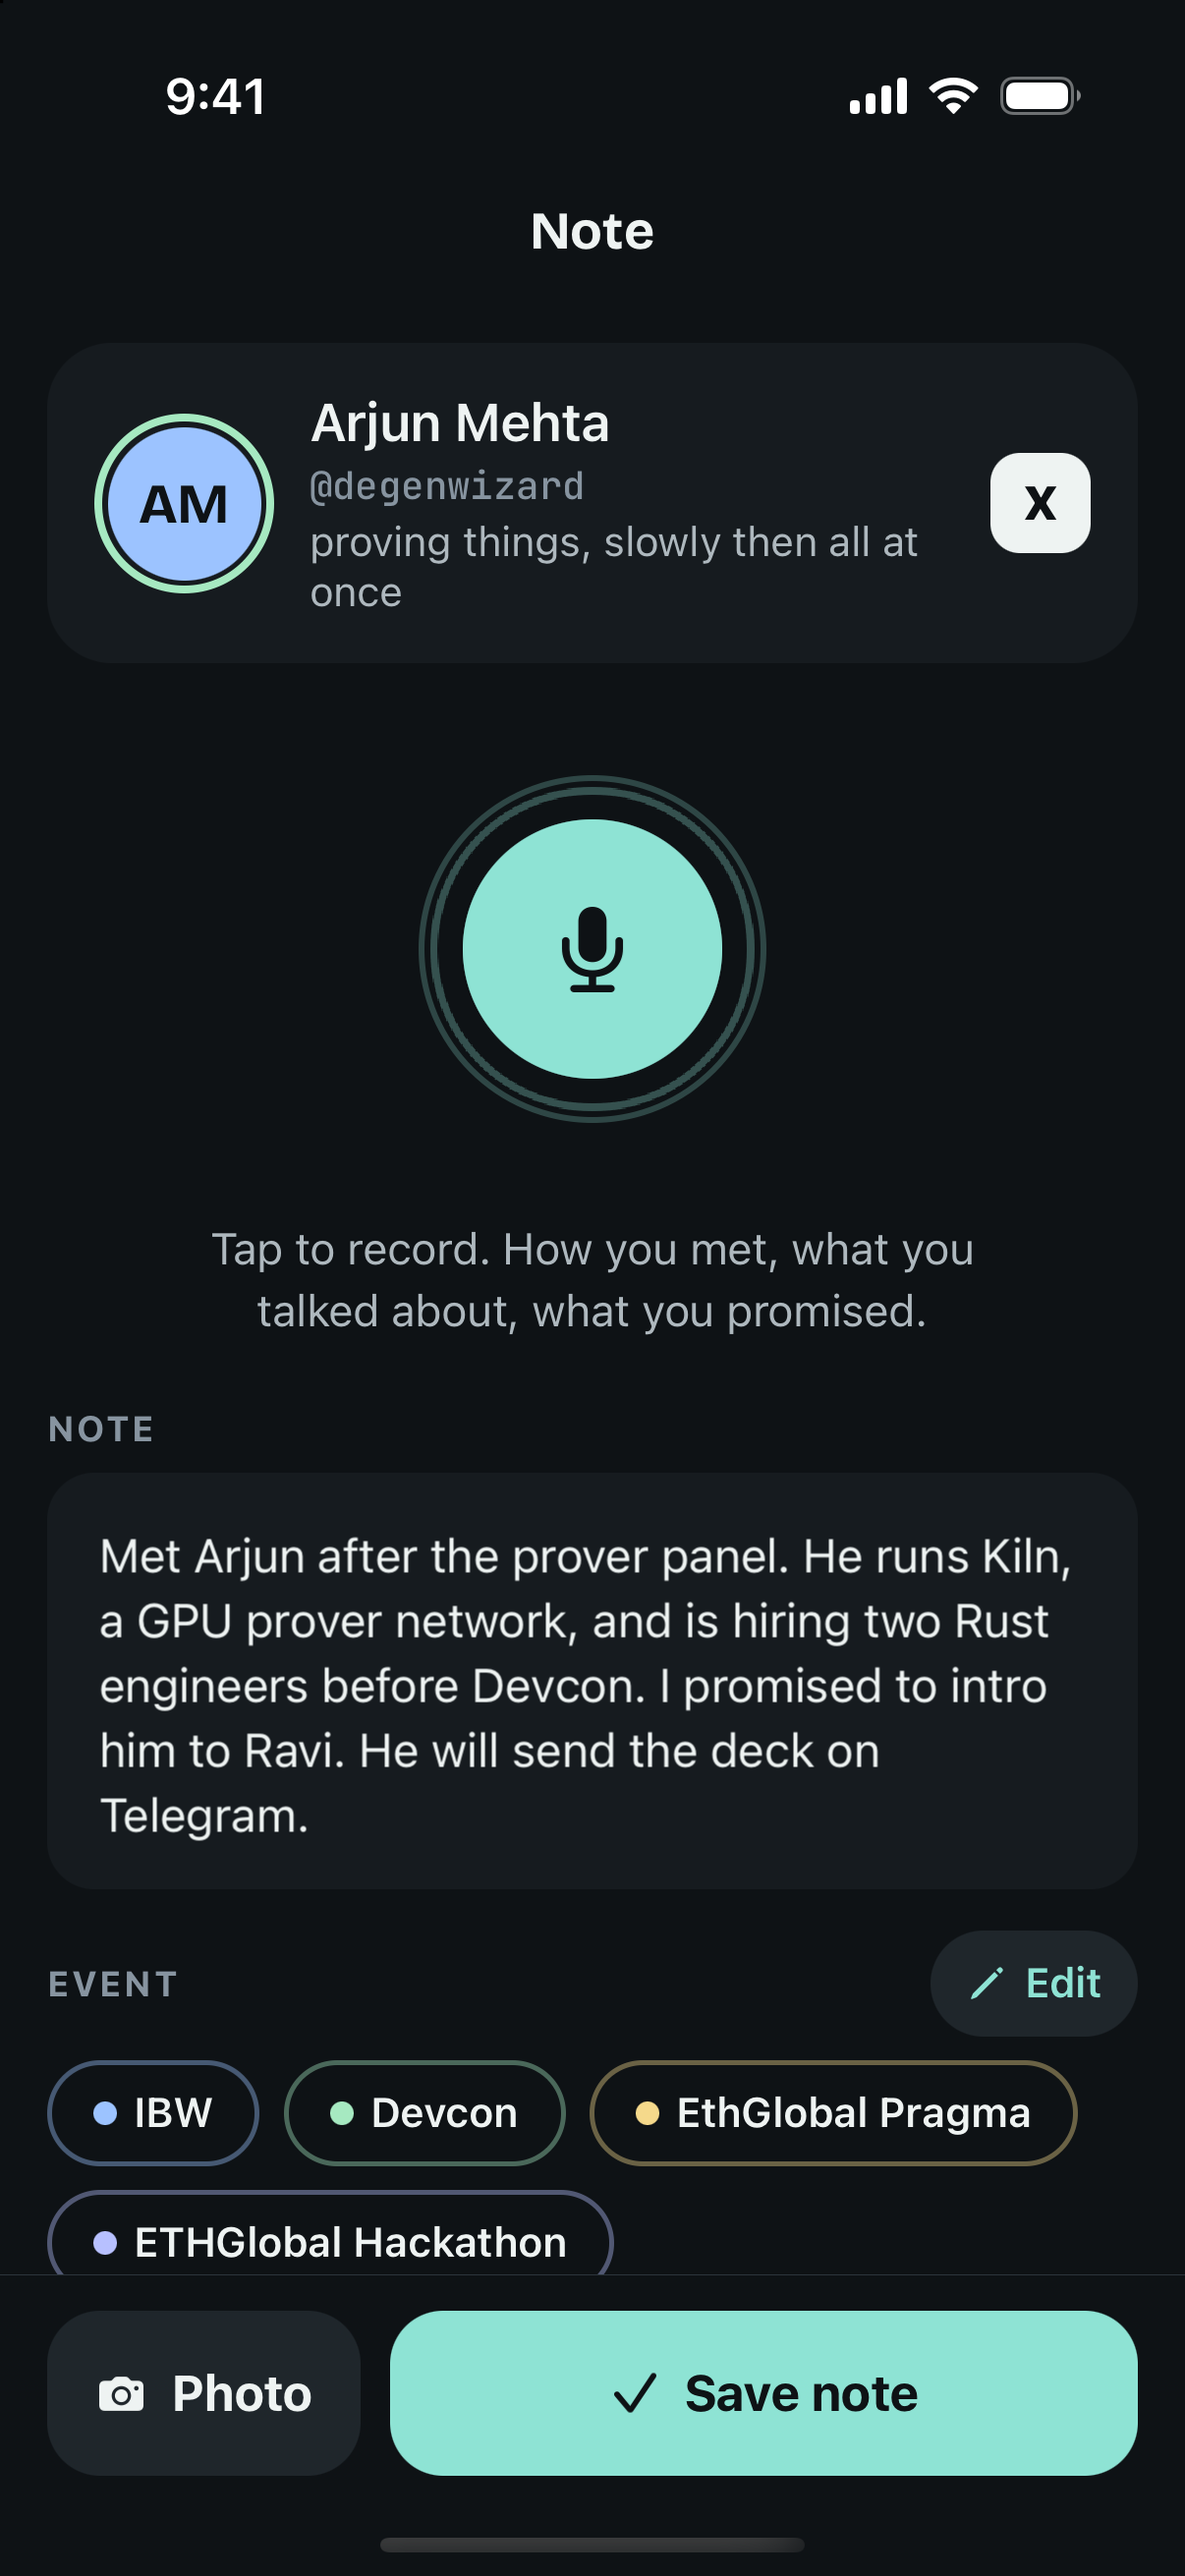 9:41
Note
AM
Arjun Mehta
@degenwizard
proving things, slowly then all at
once
X
Tap to record. How you met, what you
talked about, what you promised.
NOTE
Met Arjun after the prover panel. He runs Kiln,
a GPU prover network, and is hiring two Rust
engineers before Devcon. I promised to intro
him to Ravi. He will send the deck on
Telegram.
EVENT
Edit
IBW
Devcon
EthGlobal Pragma
ETHGlobal Hackathon
Photo
Save note